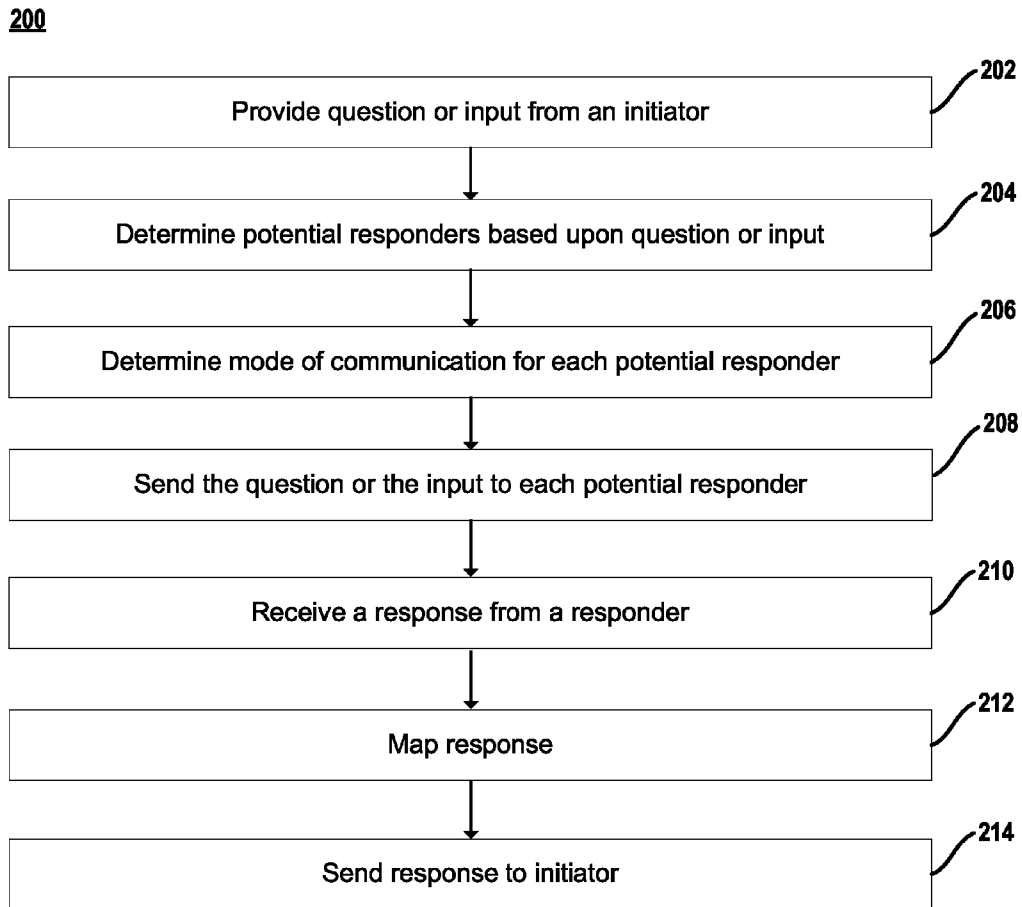 200
202
Provide question or input from an initiator
204
Determine potential responders based upon question or input
206
Determine mode of communication for each potential responder
208
Send the question or the input to each potential responder
210
Receive a response from a responder
212
Map response
214
Send response to initiator